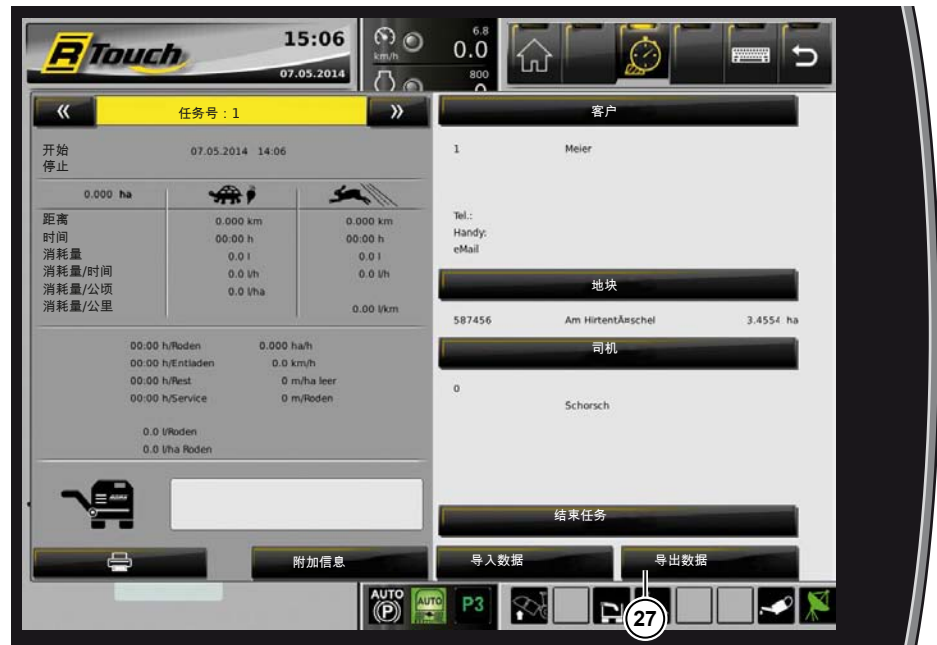 R Touch
15:06
07.05.2014
km/h
6.8
0.0
800
« 任务号：1 »
开始 07.05.2014 14:06
停止
0.000 ha
距离 0.000 km 0.000 km
时间 00:00 h 00:00 h
消耗量 0.0 l 0.0 l
消耗量/时间 0.0 l/h 0.0 l/h
消耗量/公顷 0.0 l/ha
消耗量/公里 0.00 l/km
00:00 h/Roden 0.000 ha/h
00:00 h/Entladen 0.0 km/h
00:00 h/Rest 0 m/ha leer
00:00 h/Service 0 m/Roden
0.0 l/Roden
0.0 l/ha Roden
附加信息
客户
1 Meier
Tel.:
Handy:
eMail
地块
587456 Am HirtentÄ¤schel 3.4554 ha
司机
0
Schorsch
结束任务
导入数据 导出数据
AUTO
(P)
AUTO
P3
27